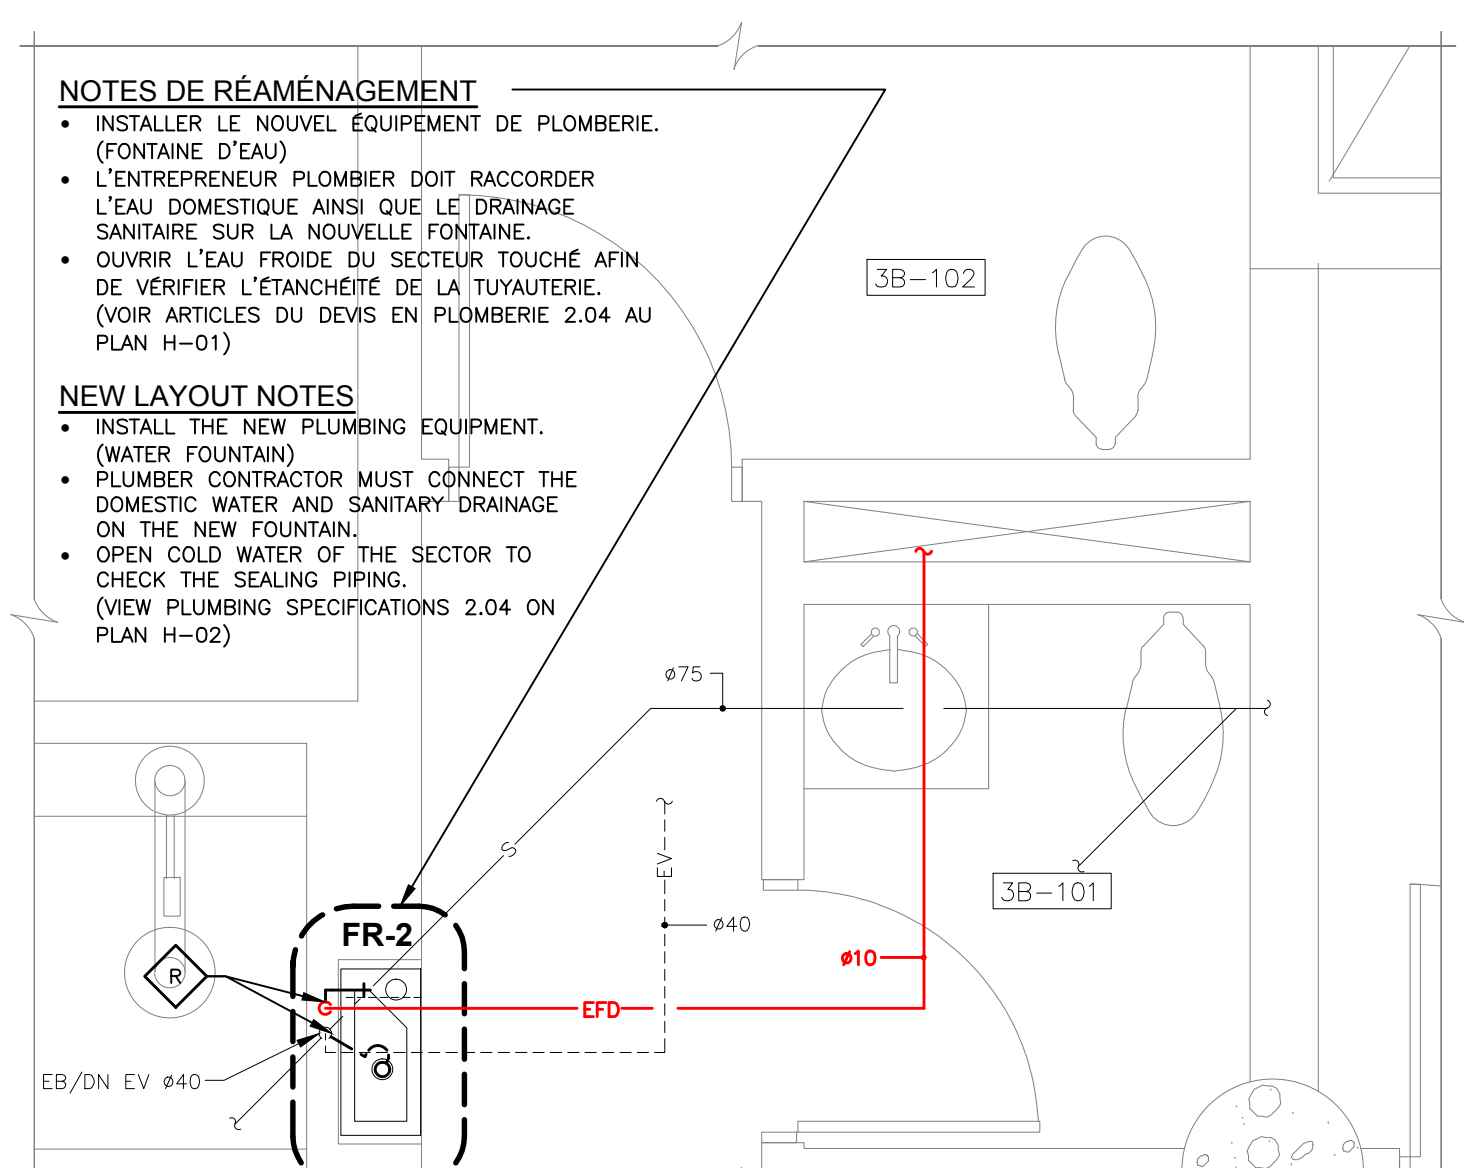 NOTES DE RÉAMÉNAGEMENT
• INSTALLER LE NOUVEL ÉQUIPEMENT DE PLOMBERIE.
(FONTAINE D'EAU)
• L'ENTREPRENEUR PLOMBIER DOIT RACCORDER
L'EAU DOMESTIQUE AINSI QUE LE DRAINAGE
SANITAIRE SUR LA NOUVELLE FONTAINE.
• OUVRIR L'EAU FROIDE DU SECTEUR TOUCHÉ AFIN
DE VÉRIFIER L'ÉTANCHÉITÉ DE LA TUYAUTERIE.
(VOIR ARTICLES DU DEVIS EN PLOMBERIE 2.04 AU
PLAN H-01)
NEW LAYOUT NOTES
• INSTALL THE NEW PLUMBING EQUIPMENT.
(WATER FOUNTAIN)
• PLUMBER CONTRACTOR MUST CONNECT THE
DOMESTIC WATER AND SANITARY DRAINAGE
ON THE NEW FOUNTAIN.
• OPEN COLD WATER OF THE SECTOR TO
CHECK THE SEALING PIPING.
(VIEW PLUMBING SPECIFICATIONS 2.04 ON
PLAN H-02)
3B-102
ø75
S
EV
3B-101
ø40
FR-2
ø10
R
EFD
EB/DN EV ø40